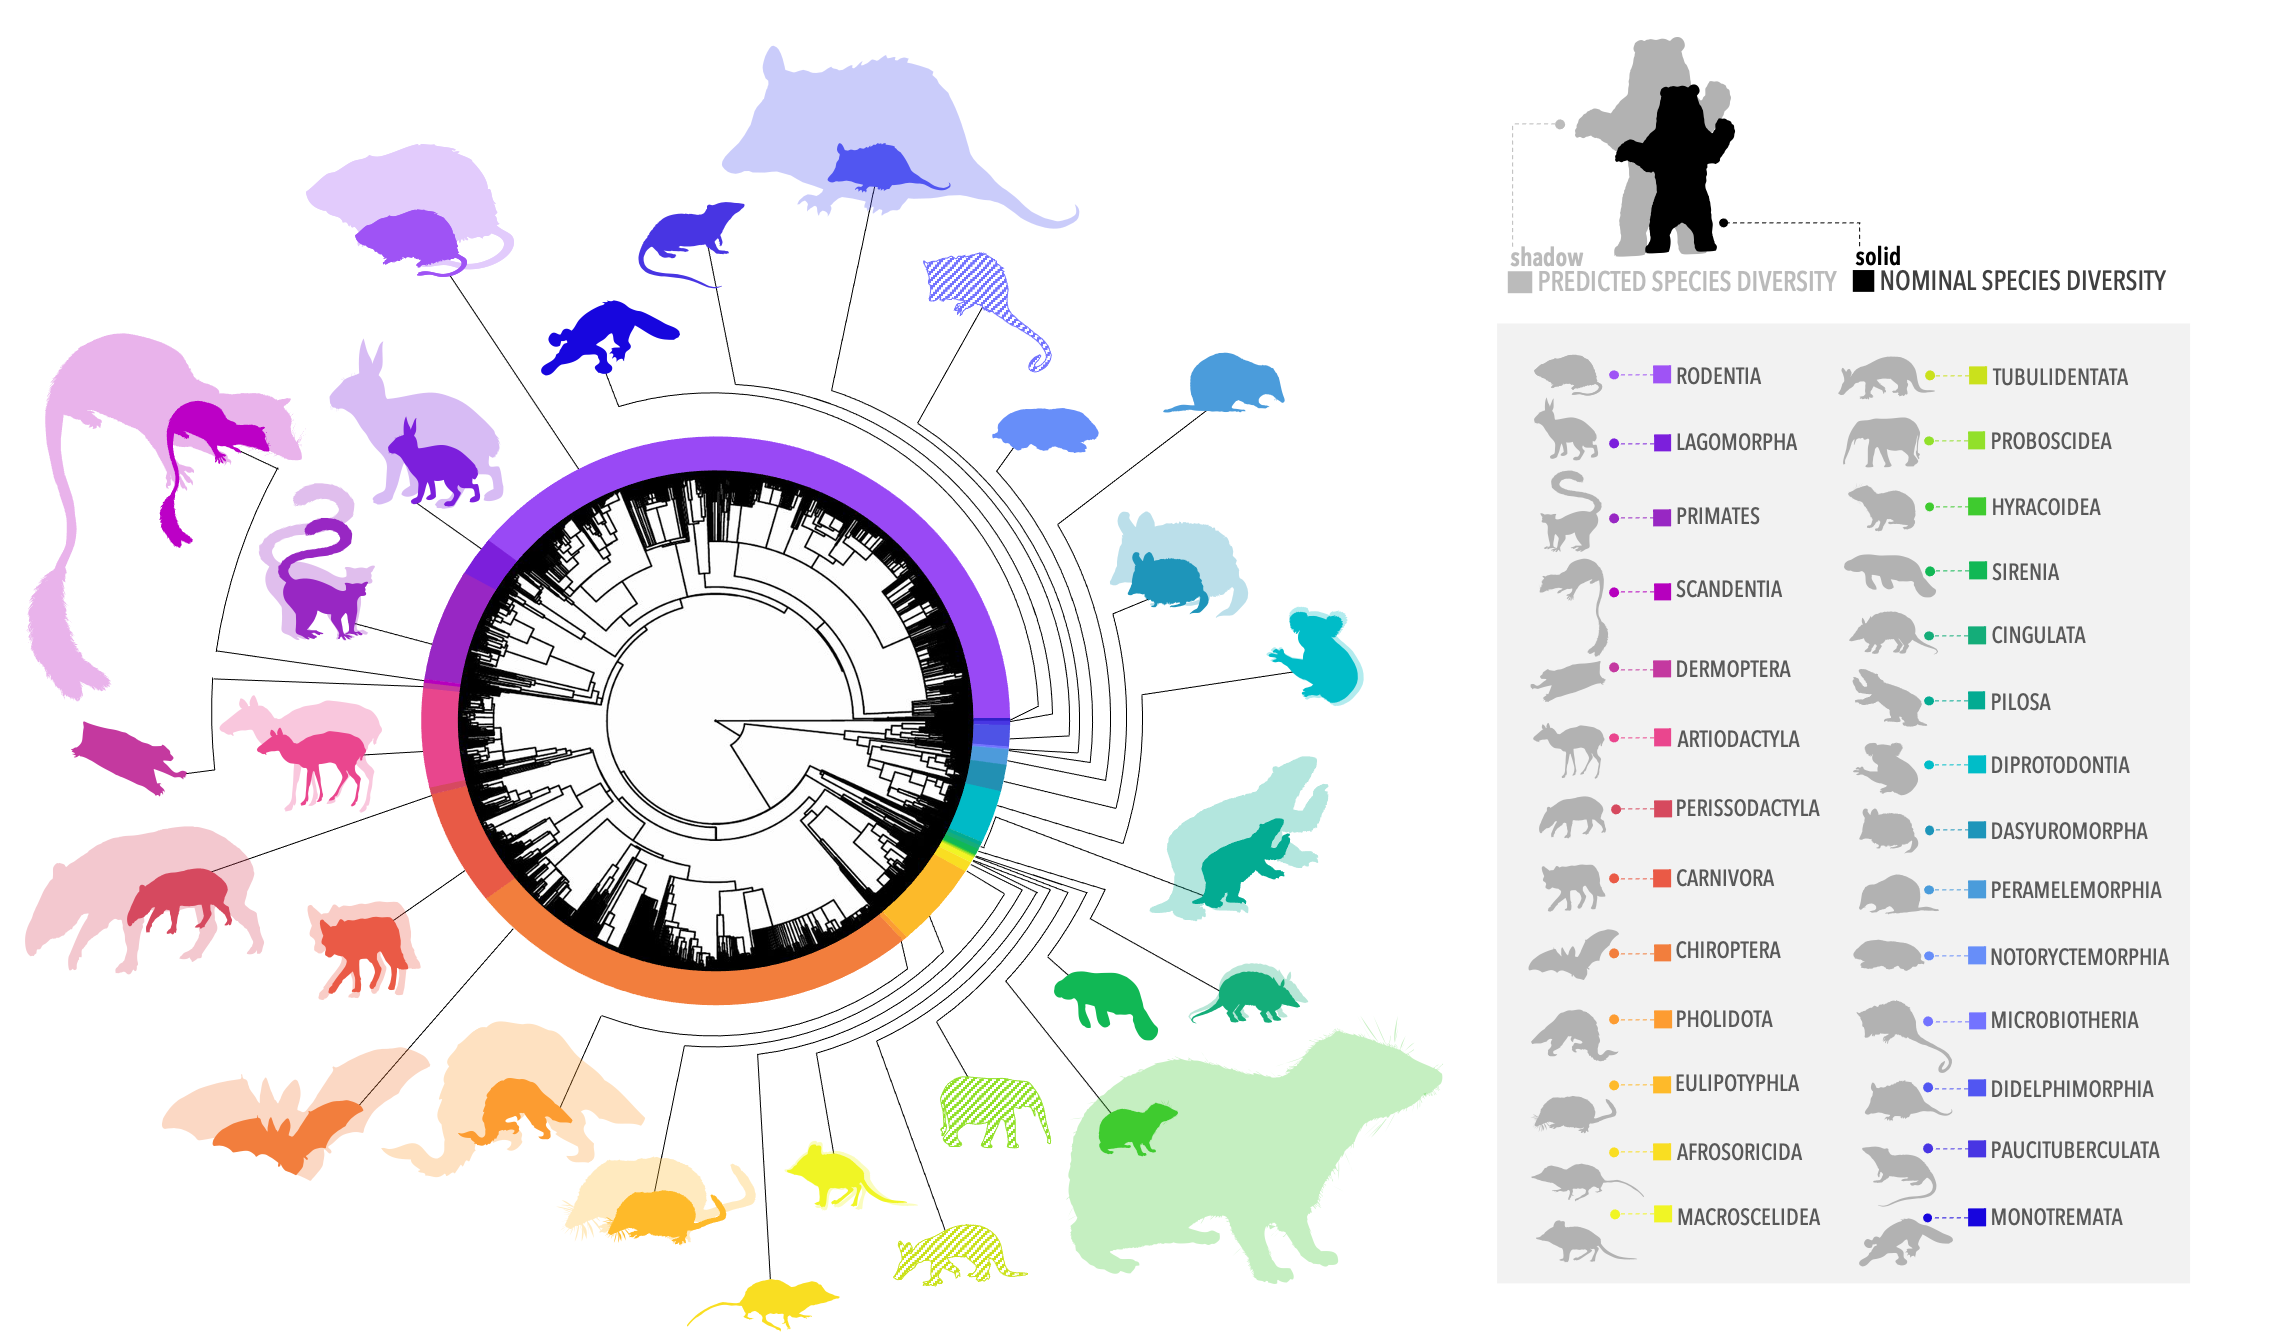 shadow
PREDICTED SPECIES DIVERSITY
solid
NOMINAL SPECIES DIVERSITY
RODENTIA
LAGOMORPHA
PRIMATES
SCANDENTIA
DERMOPTERA
ARTIODACTYLA
PERISSODACTYLA
CARNIVORA
CHIROPTERA
PHOLIDOTA
EULIPOTYPHLA
AFROSORICIDA
MACROSCELIDEA
TUBULIDENTATA
PROBOSCIDEA
HYRACOIDEA
SIRENIA
CINGULATA
PILOSA
DIPROTODONTIA
DASYUROMORPHA
PERAMELEMORPHIA
NOTORYCTEMORPHIA
MICROBIOTHERIA
DIDELPHIMORPHIA
PAUCITUBERCULATA
MONOTREMATA